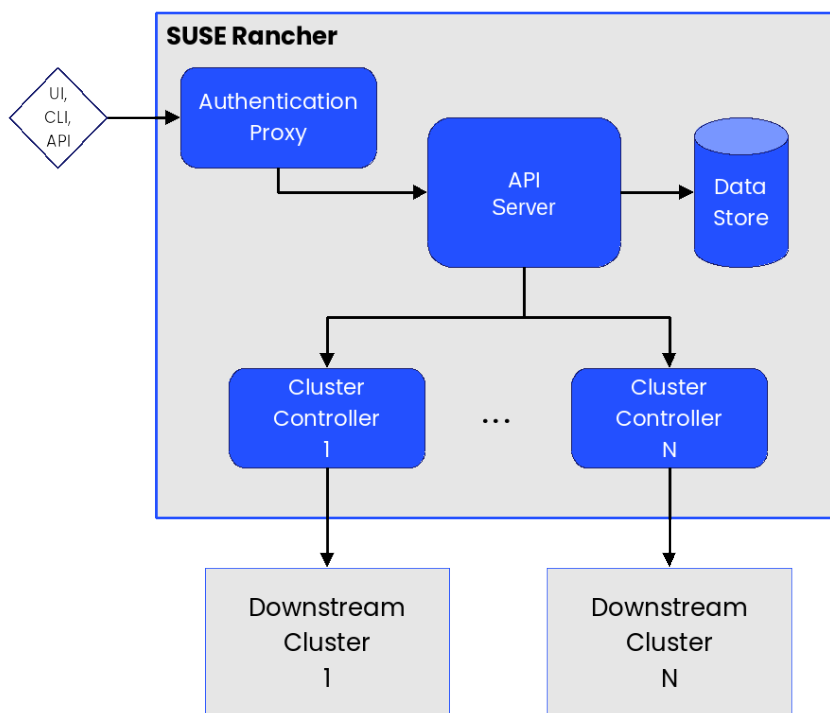 SUSE Rancher
UI,
CLI,
API
Authentication
Proxy
API
Server
Data
Store
Cluster
Controller
1
...
Cluster
Controller
N
Downstream
Cluster
1
Downstream
Cluster
N